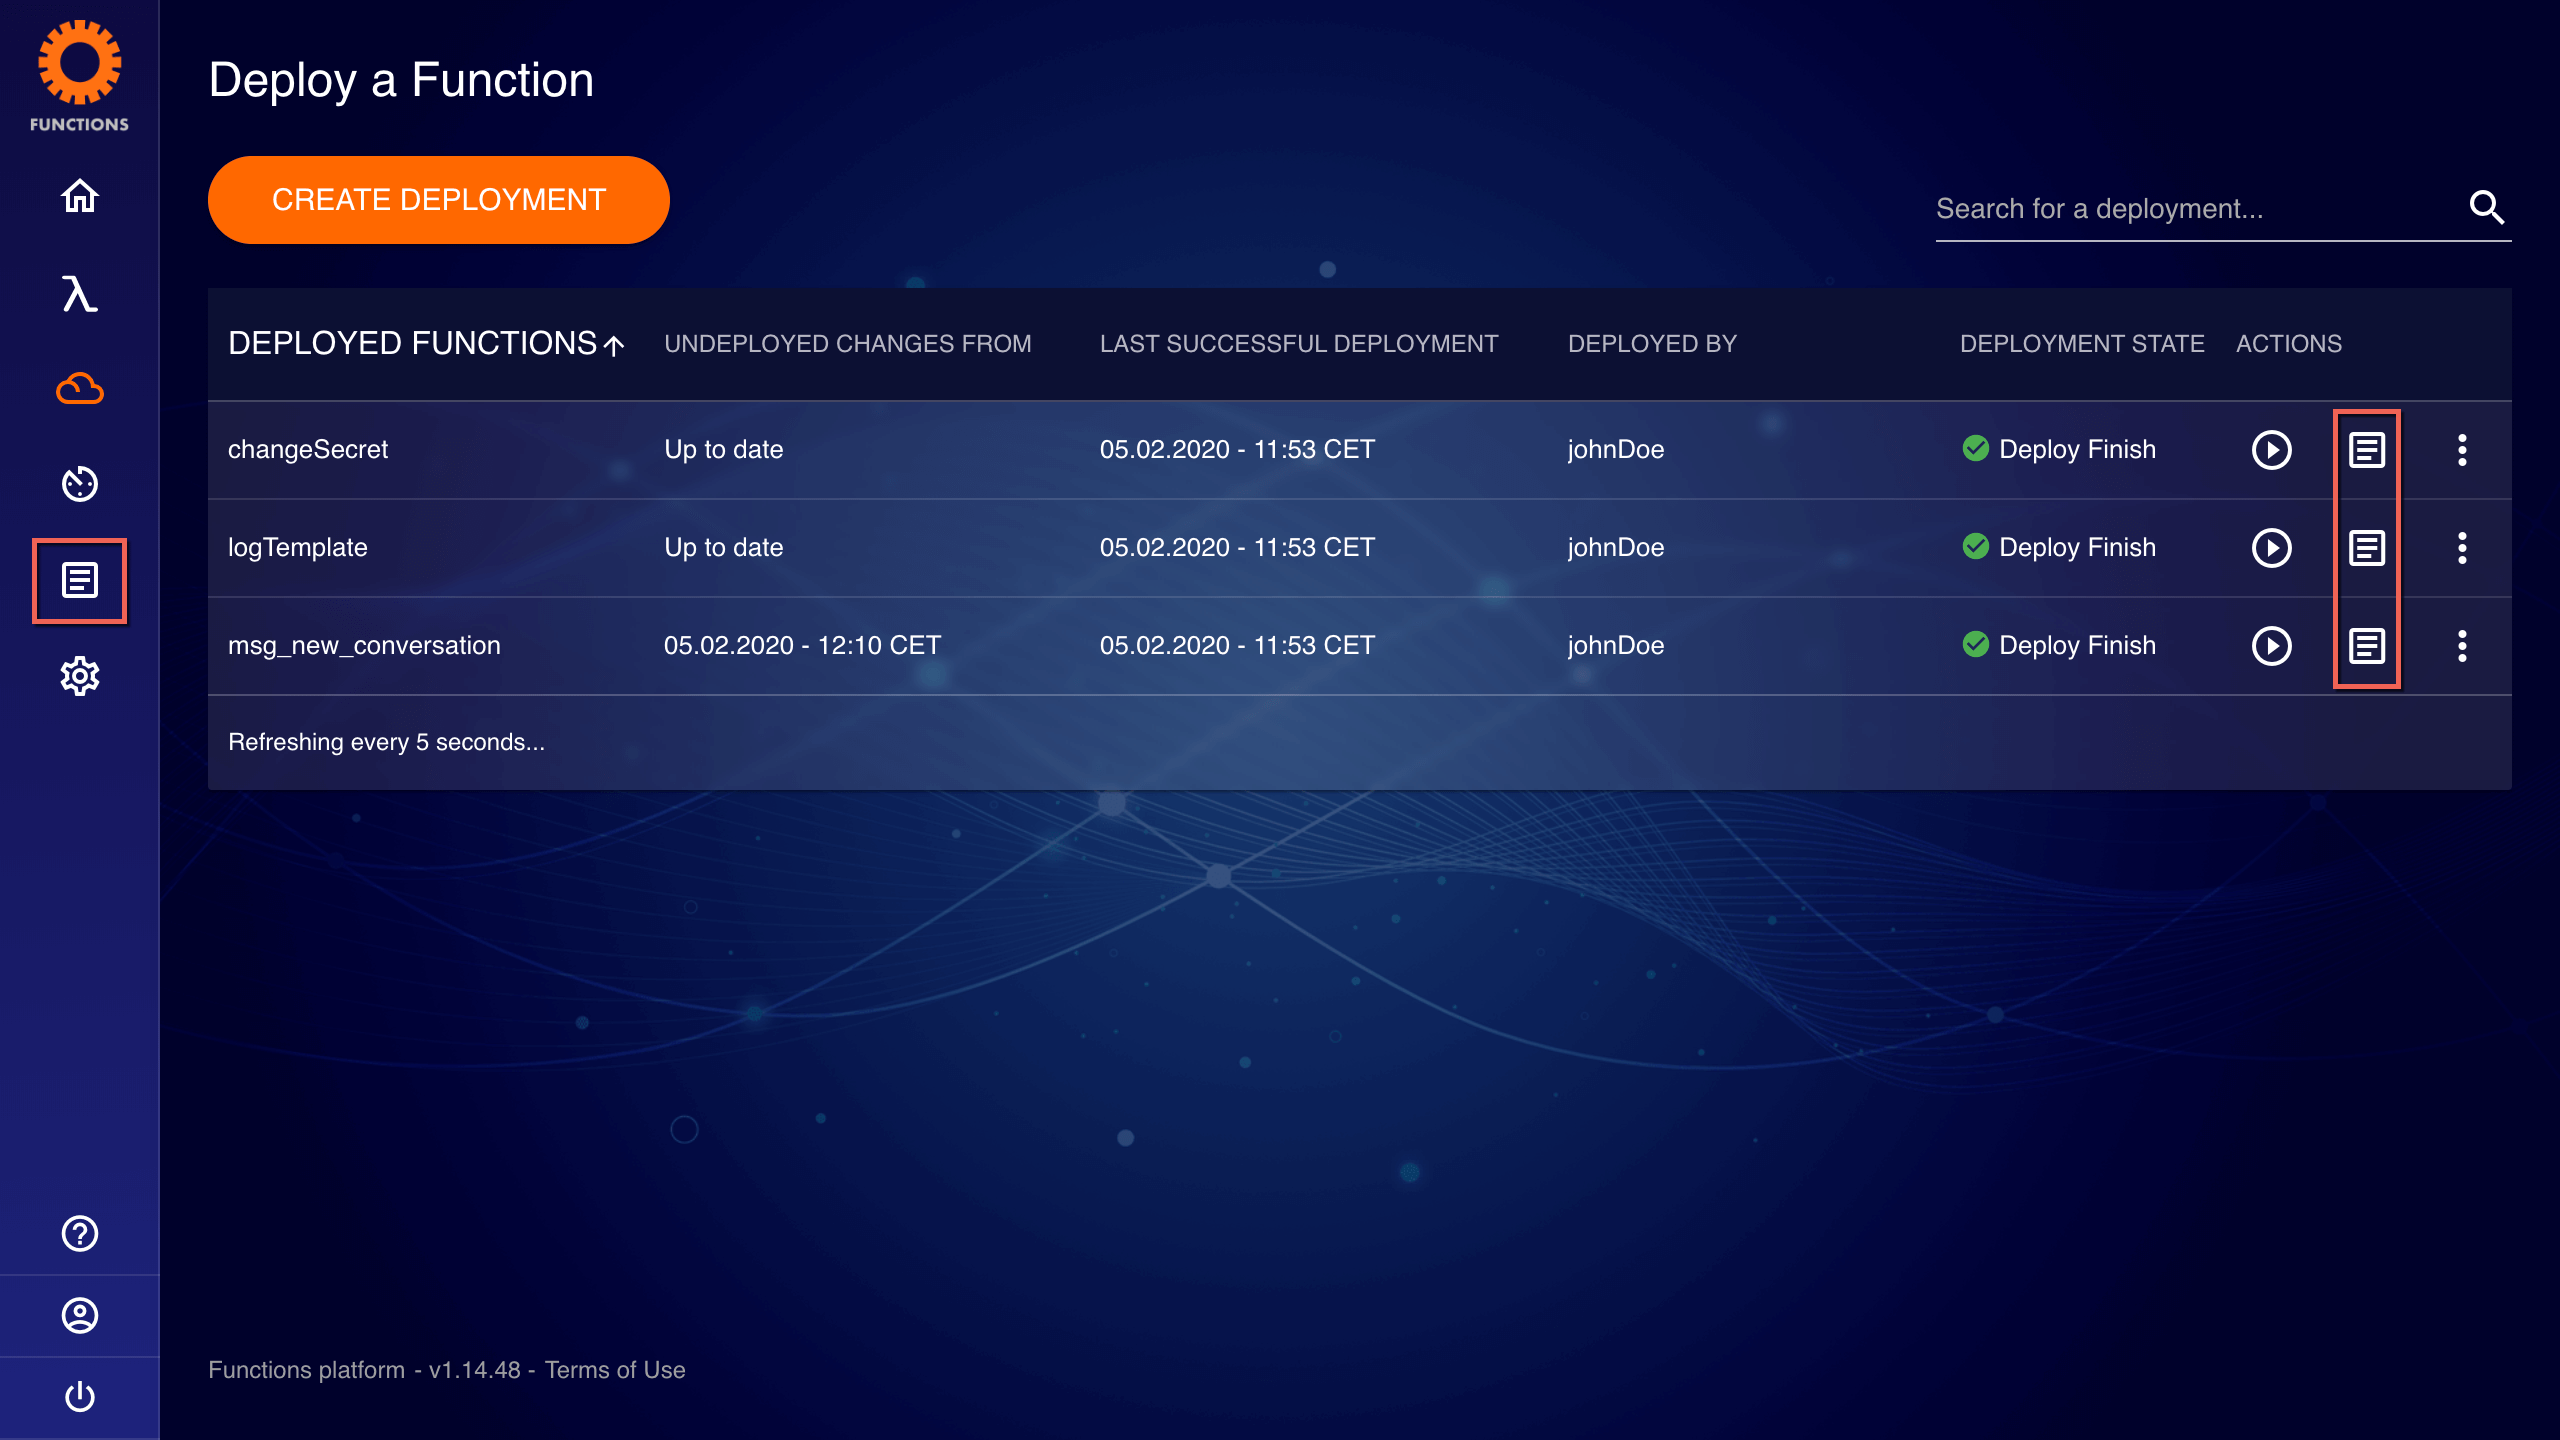 FUNCTIONS
Deploy a Function
CREATE DEPLOYMENT
Search for a deployment...
DEPLOYED FUNCTIONS UNDEPLOYED CHANGES FROM LAST SUCCESSFUL DEPLOYMENT DEPLOYED BY DEPLOYMENT STATE ACTIONS
changeSecret Up to date 05.02.2020 - 11:53 CET johnDoe Deploy Finish
logTemplate Up to date 05.02.2020 - 11:53 CET johnDoe Deploy Finish
msg_new_conversation 05.02.2020 - 12:10 CET 05.02.2020 - 11:53 CET johnDoe Deploy Finish
Refreshing every 5 seconds...
Functions platform - v1.14.48 - Terms of Use